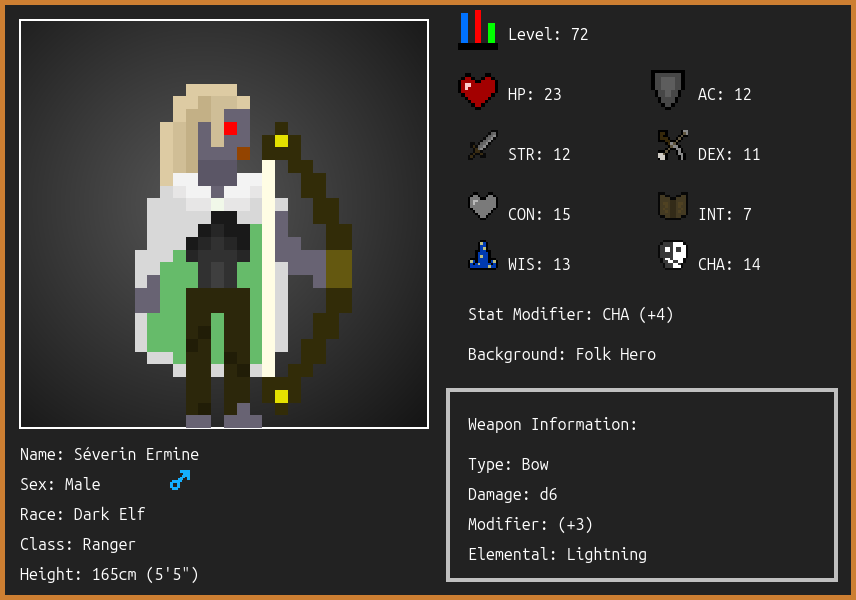 Level: 72
HP: 23
AC: 12
STR: 12
DEX: 11
CON: 15
INT: 7
WIS: 13
CHA: 14
Stat Modifier: CHA (+4)
Background: Folk Hero
Weapon Information:
Type: Bow
Damage: d6
Modifier: (+3)
Elemental: Lightning
Name: Séverin Ermine
Sex: Male
Race: Dark Elf
Class: Ranger
Height: 165cm (5'5")